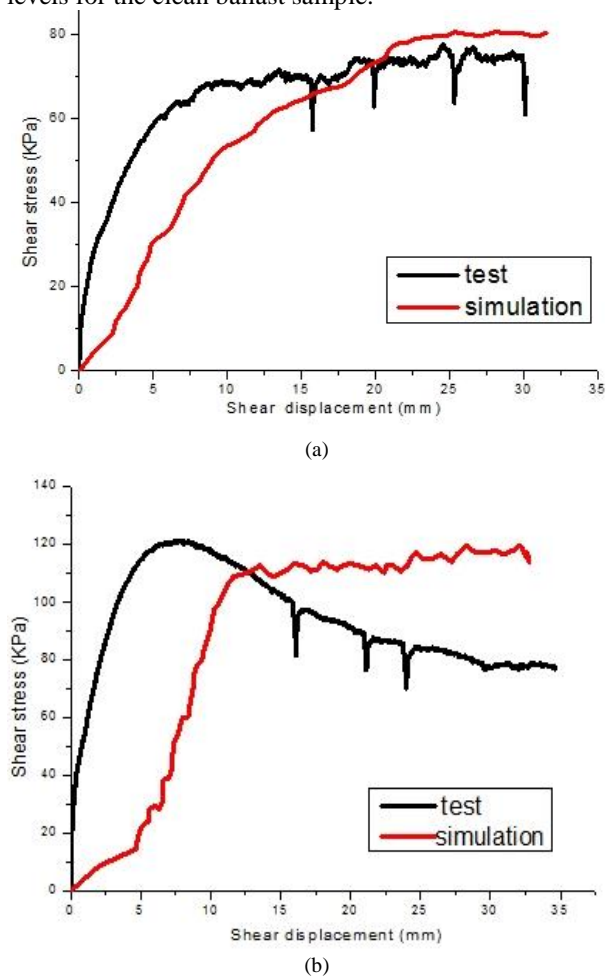 levels for the clean ballast sample.
80
60
40
20
0
Shear stress (KPa)
test
simulation
0 5 10 15 20 25 30 35
Shear displacement (mm)
(a)
140
120
100
80
60
40
20
0
Shear stress (KPa)
test
simulation
0 5 10 15 20 25 30 35
Shear displacement (mm)
(b)